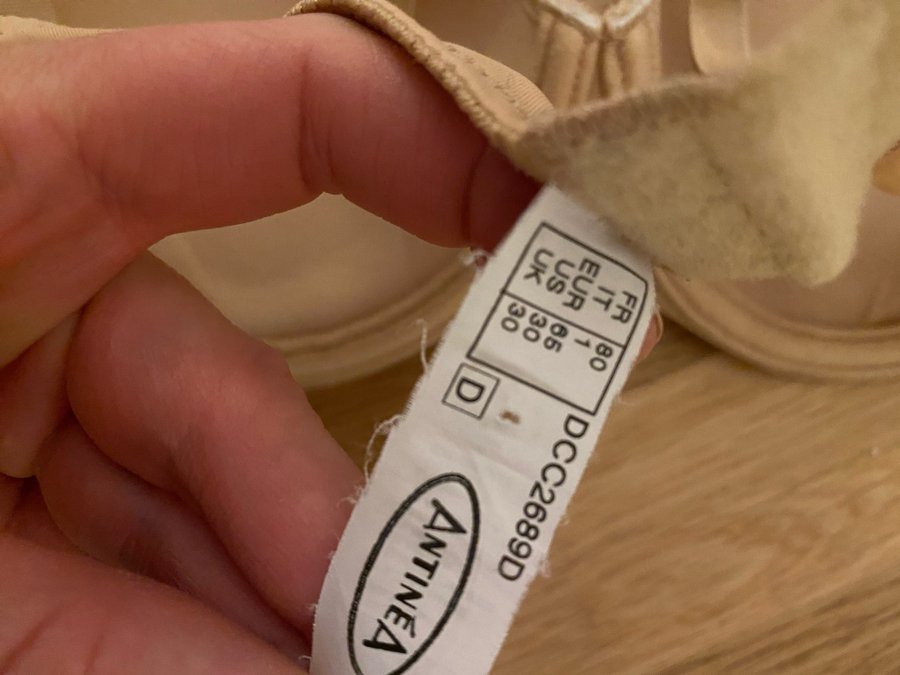 FR 80
IT 1
EUR 65
US 30
UK 30
D
DCC2689D
ANTINÉA